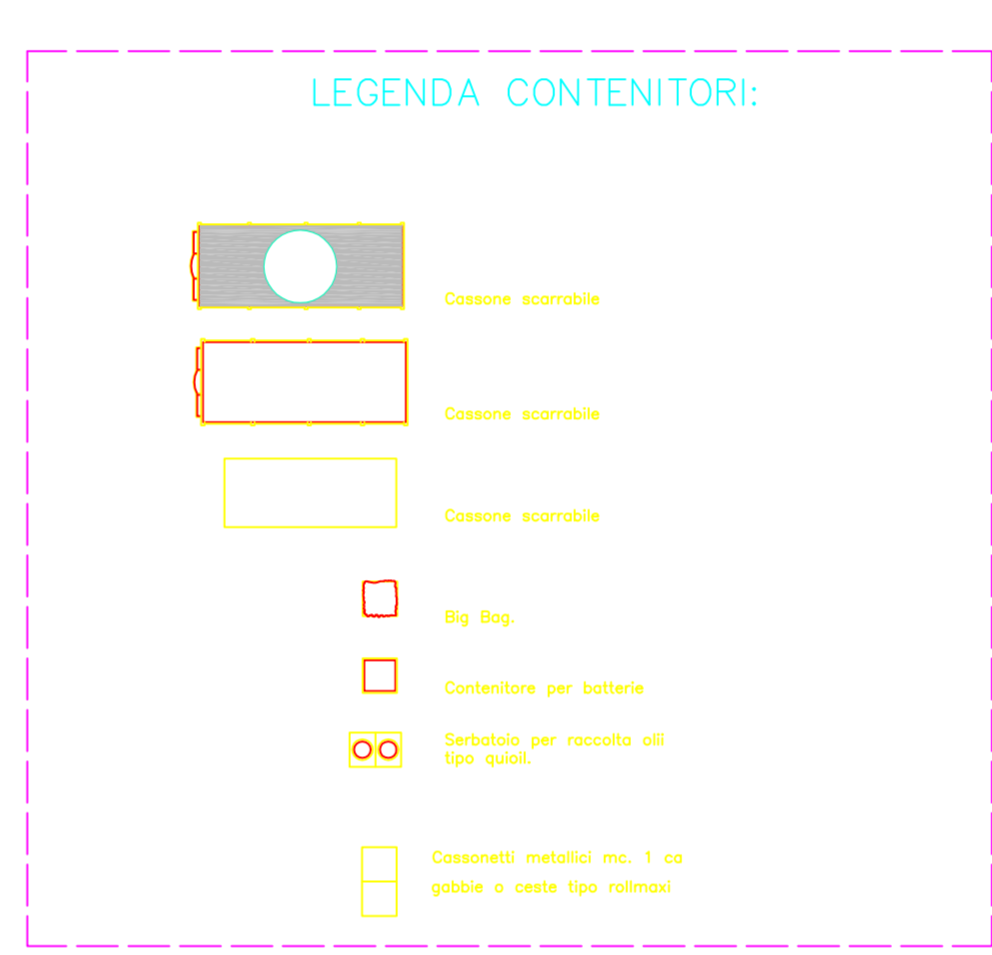 LEGENDA CONTENITORI:
Cassone scarrabile
Cassone scarrabile
Cassone scarrabile
Big Bag.
Contenitore per batterie
Serbatoio per raccolta olii
tipo quioil.
Cassonetti metallici mc. 1 ca
gabbie o ceste tipo rollmaxi